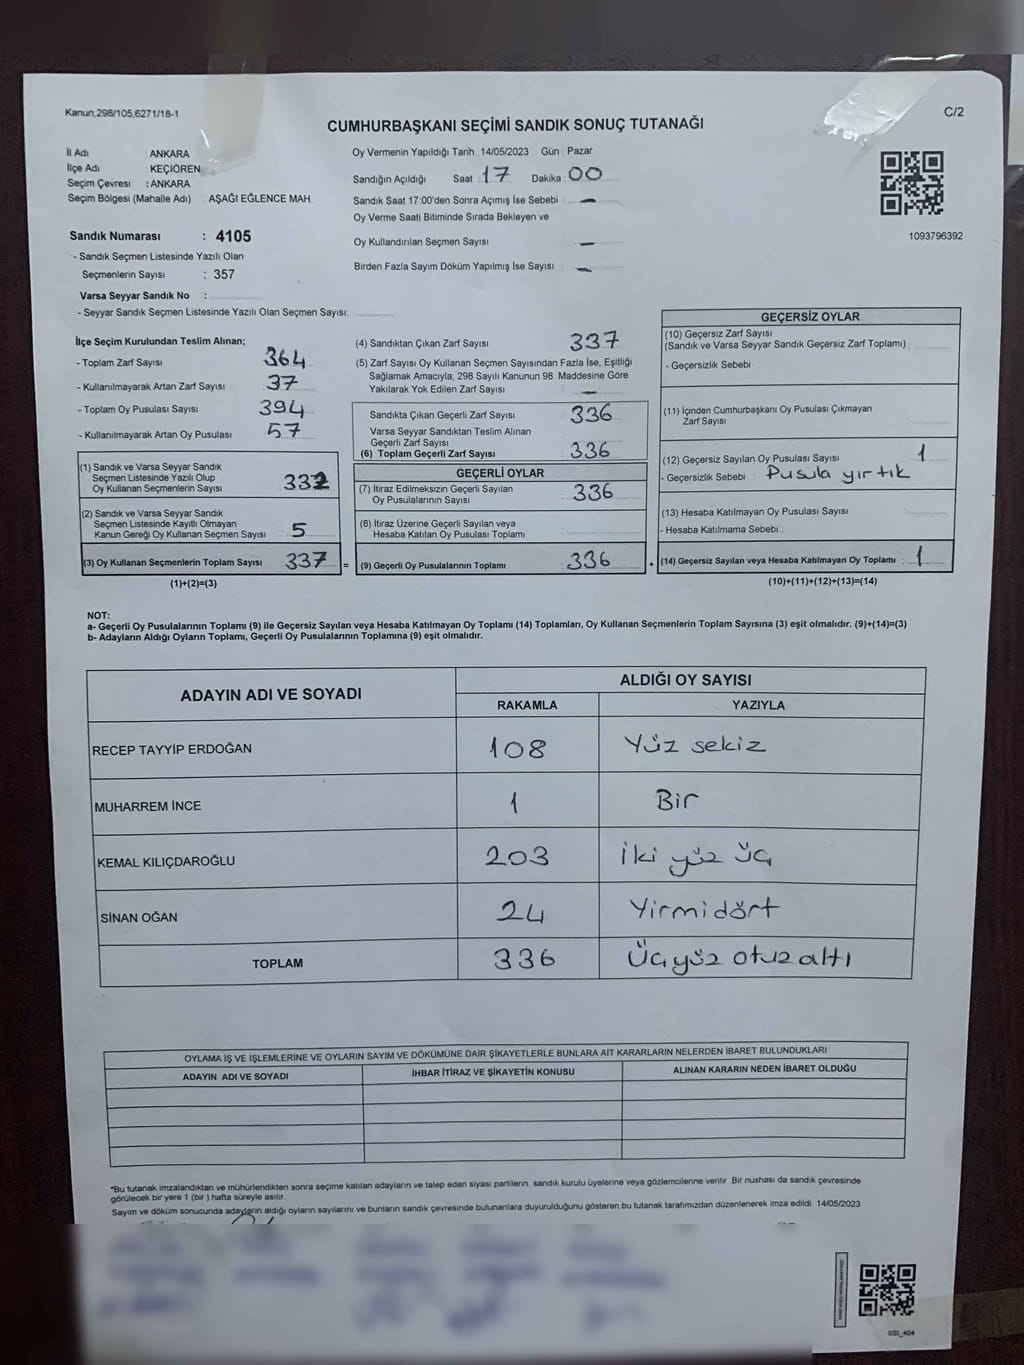 Kanun,298/105,6271/18-1
C/2
CUMHURBAŞKANI SEÇİMİ SANDIK SONUÇ TUTANAĞI
İl Adı : ANKARA
İlçe Adı : KEÇİÖREN
Seçim Çevresi : ANKARA
Seçim Bölgesi (Mahalle Adı) : AŞAĞI EĞLENCE MAH.
Sandık Numarası : 4105
- Sandık Seçmen Listesinde Yazılı Olan
Seçmenlerin Sayısı : 357
Varsa Seyyar Sandık No :
- Seyyar Sandık Seçmen Listesinde Yazılı Olan Seçmen Sayısı:
Oy Vermenin Yapıldığı Tarih :14/05/2023 Gün : Pazar
Sandığın Açıldığı Saat : 17 Dakika : 00
Sandık Saat 17:00'den Sonra Açımış İse Sebebi : —
Oy Verme Saati Bitiminde Sırada Bekleyen ve
Oy Kullandırılan Seçmen Sayısı : —
Birden Fazla Sayım Döküm Yapılmış İse Sayısı : —
1093796392
İlçe Seçim Kurulundan Teslim Alınan;
- Toplam Zarf Sayısı : 364
- Kullanılmayarak Artan Zarf Sayısı : 37
- Toplam Oy Pusulası Sayısı : 394
- Kullanılmayarak Artan Oy Pusulası : 57
(1) Sandık ve Varsa Seyyar Sandık
Seçmen Listesinde Yazılı Olup
Oy Kullanan Seçmenlerin Sayısı : 332
(2) Sandık ve Varsa Seyyar Sandık
Seçmen Listesinde Kayıtlı Olmayan
Kanun Gereği Oy Kullanan Seçmen Sayısı : 5
(3) Oy Kullanan Seçmenlerin Toplam Sayısı : 337 =
(1)+(2)=(3)
(4) Sandıktan Çıkan Zarf Sayısı : 337
(5) Zarf Sayısı Oy Kullanan Seçmen Sayısından Fazla İse, Eşitliği
Sağlamak Amacıyla, 298 Sayılı Kanunun 98. Maddesine Göre
Yakılarak Yok Edilen Zarf Sayısı : —
Sandıkta Çıkan Geçerli Zarf Sayısı : 336
Varsa Seyyar Sandıktan Teslim Alınan
Geçerli Zarf Sayısı
(6) Toplam Geçerli Zarf Sayısı : 336
GEÇERLİ OYLAR
(7) İtiraz Edilmeksizin Geçerli Sayılan
Oy Pusulalarının Sayısı : 336
(8) İtiraz Üzerine Geçerli Sayılan veya
Hesaba Katılan Oy Pusulası Toplamı :
(9) Geçerli Oy Pusulalarının Toplamı : 336 +
GEÇERSİZ OYLAR
(10) Geçersiz Zarf Sayısı
(Sandık ve Varsa Seyyar Sandık Geçersiz Zarf Toplamı) :
- Geçersizlik Sebebi
(11) İçinden Cumhurbaşkanı Oy Pusulası Çıkmayan
Zarf Sayısı :
(12) Geçersiz Sayılan Oy Pusulası Sayısı : 1
- Geçersizlik Sebebi : Pusula yırtık
(13) Hesaba Katılmayan Oy Pusulası Sayısı
- Hesaba Katılmama Sebebi :
(14) Geçersiz Sayılan veya Hesaba Katılmayan Oy Toplamı : 1
(10)+(11)+(12)+(13)=(14)
NOT:
a- Geçerli Oy Pusulalarının Toplamı (9) ile Geçersiz Sayılan veya Hesaba Katılmayan Oy Toplamı (14) Toplamları, Oy Kullanan Seçmenlerin Toplam Sayısına (3) eşit olmalıdır. (9)+(14)=(3)
b- Adayların Aldığı Oyların Toplamı, Geçerli Oy Pusulalarının Toplamına (9) eşit olmalıdır.
ADAYIN ADI VE SOYADI
ALDIĞI OY SAYISI
RAKAMLA YAZIYLA
RECEP TAYYİP ERDOĞAN 108 Yüz sekiz
MUHARREM İNCE 1 Bir
KEMAL KILIÇDAROĞLU 203 İki yüz üç
SİNAN OĞAN 24 Yirmidört
TOPLAM 336 Üçyüz otuz altı
OYLAMA İŞ VE İŞLEMLERİNE VE OYLARIN SAYIM VE DÖKÜMÜNE DAİR ŞİKAYETLERLE BUNLARA AİT KARARLARIN NELERDEN İBARET BULUNDUKLARI
ADAYIN ADI VE SOYADI İHBAR İTİRAZ VE ŞİKAYETİN KONUSU ALINAN KARARIN NEDEN İBARET OLDUĞU
*Bu tutanak imzalandıktan ve mühürlendikten sonra seçime katılan adayların ve talep eden siyasi partilerin sandık kurulu üyelerine veya gözlemcilerine verilir. Bir nüshası da sandık çevresinde
görülecek bir yere 1 (bir ) hafta süreyle asılır.
Sayım ve döküm sonucunda adayların aldığı oyların sayılarını ve bunların sandık çevresinde bulunanlara duyurulduğunu gösteren bu tutanak tarafımızdan düzenlenerek imza edildi. 14/05/2023